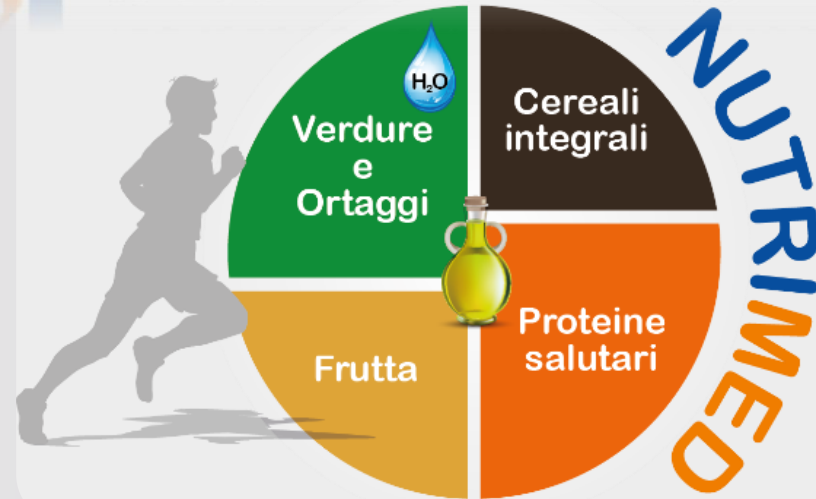 H₂O
Verdure
e
Ortaggi
Cereali
integrali
Frutta
Proteine
salutari
NUTRIMED